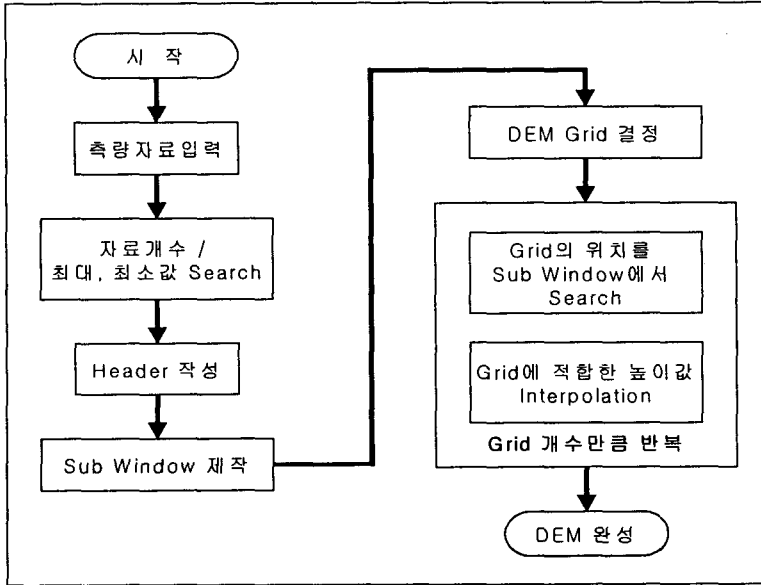 시 작
측량자료입력
자료개수 /
최대, 최소값 Search
Header 작성
Sub Window 제작
DEM Grid 결정
Grid의 위치를
Sub Window에서
Search
Grid에 적합한 높이값
Interpolation
Grid 개수만큼 반복
DEM 완성